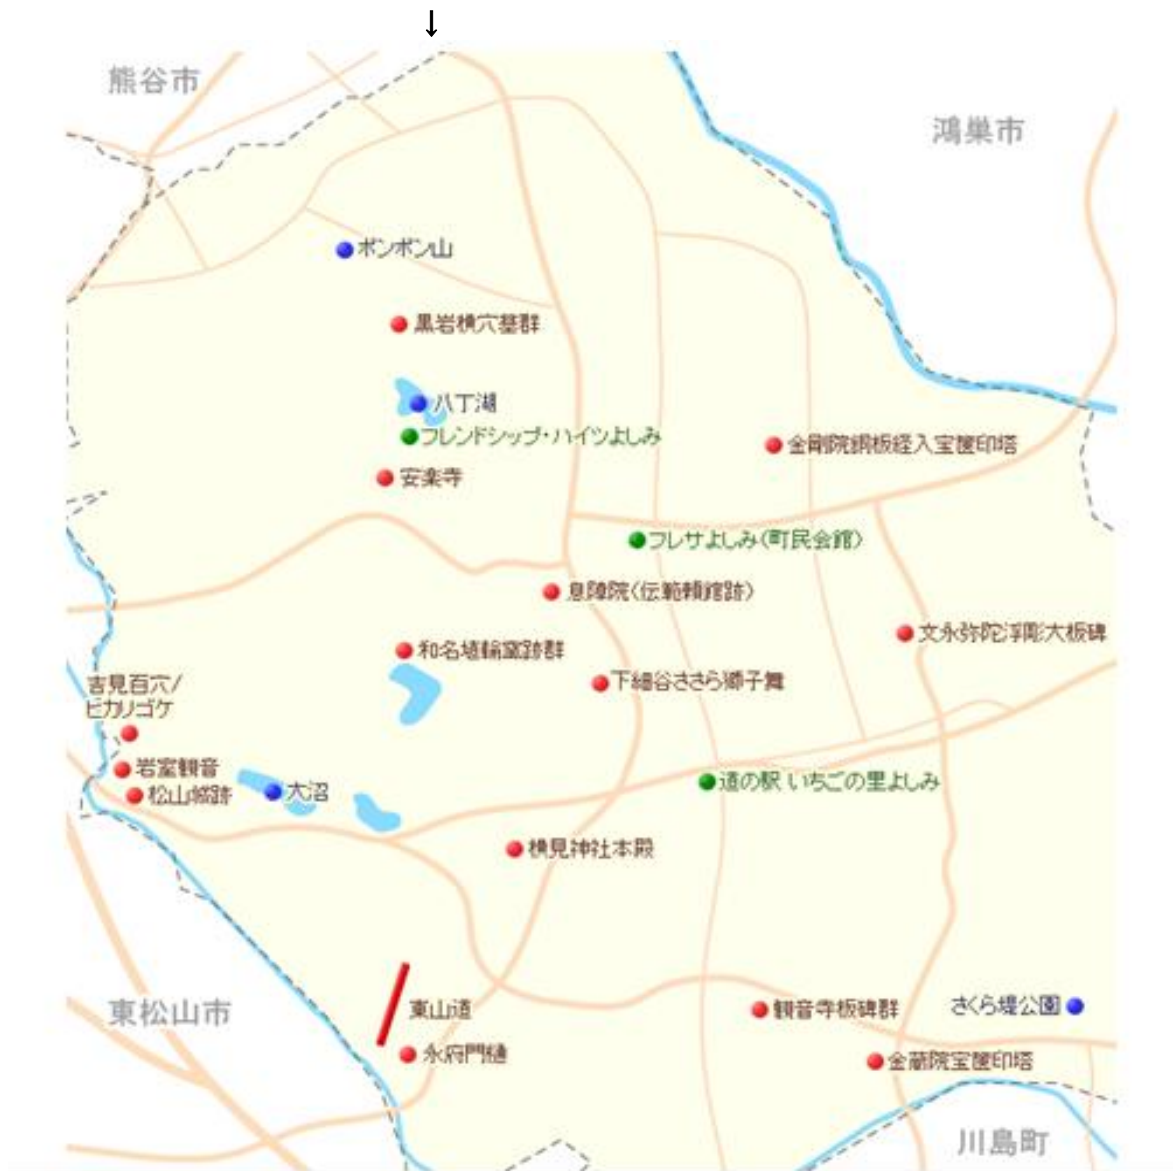 ↓
熊谷市
鴻巣市
ポンポン山
黒岩横穴墓群
八丁湖
フレンドシップ・ハイツよしみ
金剛院銅板経入宝篋印塔
安楽寺
フレサよしみ(町民会館)
息障院(伝範頼館跡)
文永弥陀浮彫大板碑
和名埴輪窯跡群
下細谷ささら獅子舞
吉見百穴/
ヒカリゴケ
岩室観音
松山城跡
大沼
道の駅 いちごの里よしみ
横見神社本殿
東山道
観音寺板碑群
さくら堤公園
東松山市
永府門樋
金蔵院宝篋印塔
川島町